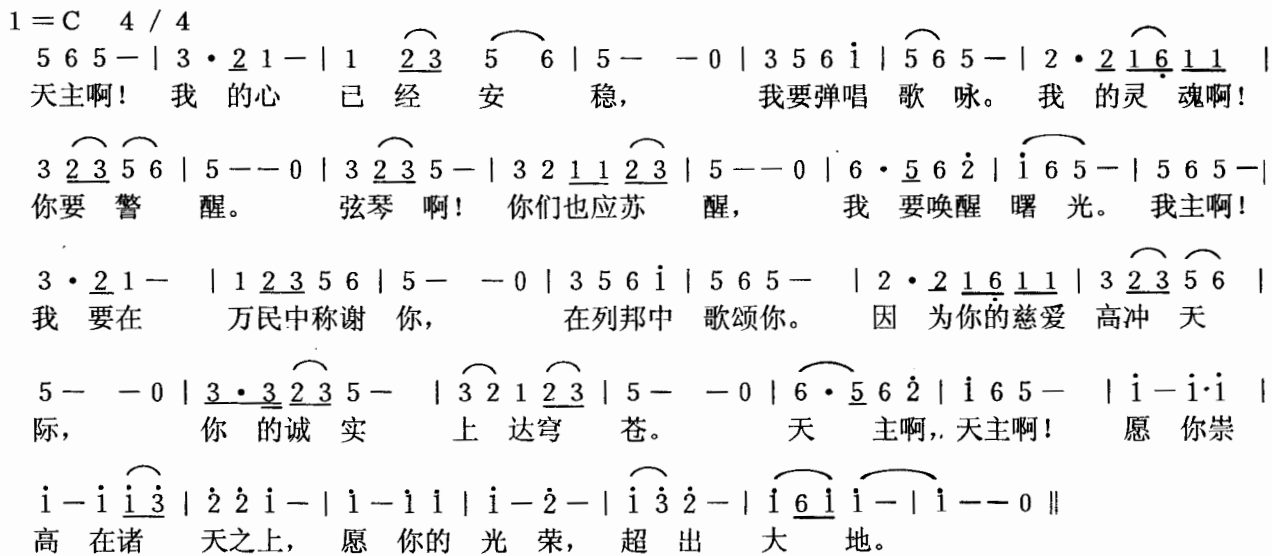 1=C 4/4
5 6 5 — | 3 · 2 1 — | 1 2 3 5 6 | 5 — — 0 | 3 5 6 i̇ | 5 6 5 — | 2 · 2 1 6̣ 1 1 |
天主啊! 我 的心 已 经 安 稳, 我要弹唱 歌 咏。 我 的灵 魂啊!
3 2 3 5 6 | 5 — — 0 | 3 2 3 5 — | 3 2 1 1 2 3 | 5 — — 0 | 6 · 5 6 2̇ | i̇ 6 5 — | 5 6 5 — |
你要 警 醒。 弦琴 啊! 你们也应苏 醒, 我 要唤醒 曙 光。 我主啊!
3 · 2 1 — | 1 2 3 5 6 | 5 — — 0 | 3 5 6 i̇ | 5 6 5 — | 2 · 2 1 6̣ 1 1 | 3 2 3 5 6 |
我 要在 万民中称谢 你, 在列邦中 歌颂你。 因 为你的慈爱 高冲 天
5 — — 0 | 3 · 3 2 3 5 — | 3 2 1 2 3 | 5 — — 0 | 6 · 5 6 2̇ | i̇ 6 5 — | i̇ — i̇ · i̇ |
际, 你 的诚 实 上 达穹 苍。 天 主啊, 天主啊! 愿 你崇
i̇ — i̇ i̇ 3̇ | 2̇ 2̇ i̇ — | i̇ — i̇ i̇ | i̇ — 2̇ — | i̇ 3̇ 2̇ — | i̇ 6 i̇ i̇ — | i̇ — — 0 ‖
高 在诸 天之上, 愿 你的 光 荣, 超 出 大 地。